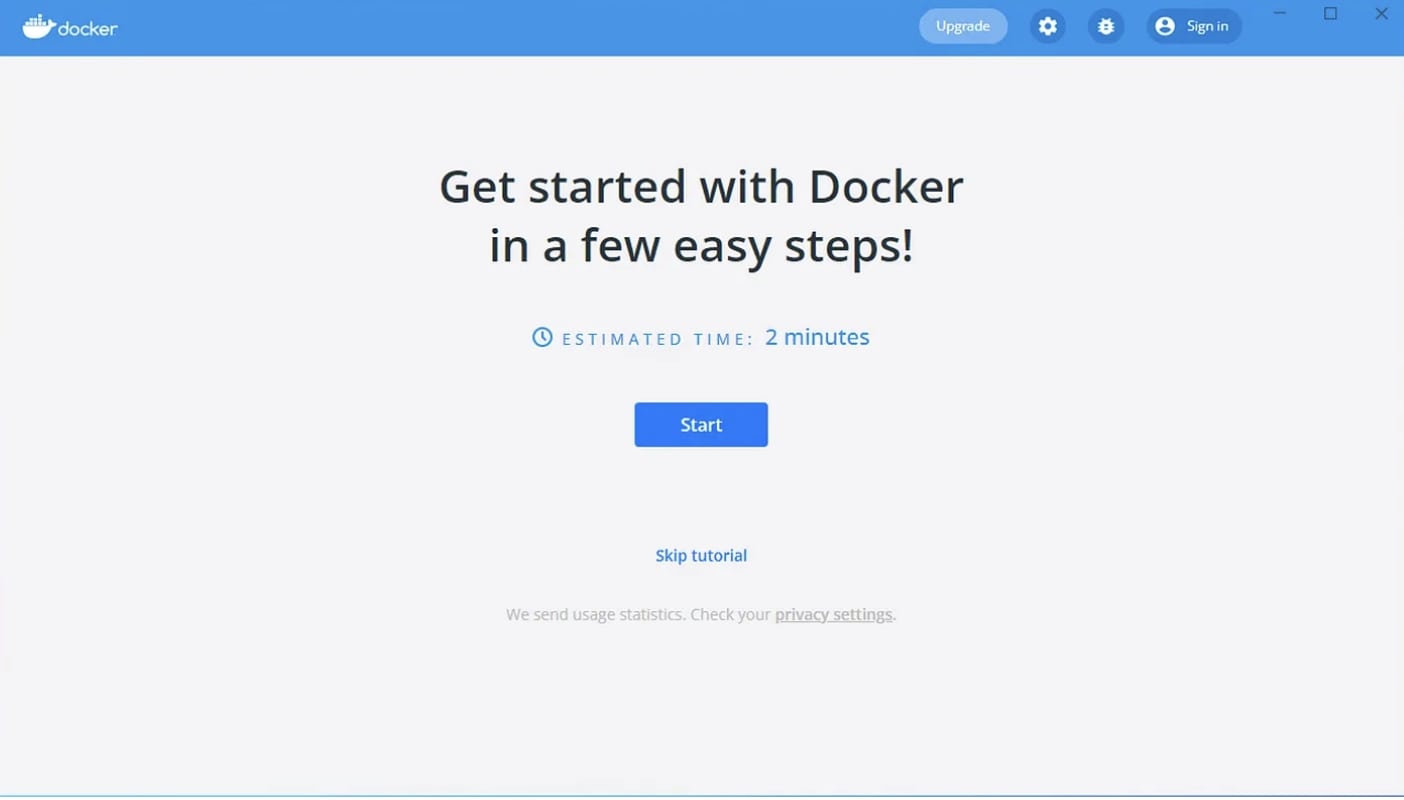 docker
Upgrade
Sign in
Get started with Docker
in a few easy steps!
ESTIMATED TIME: 2 minutes
Start
Skip tutorial
We send usage statistics. Check your privacy settings.